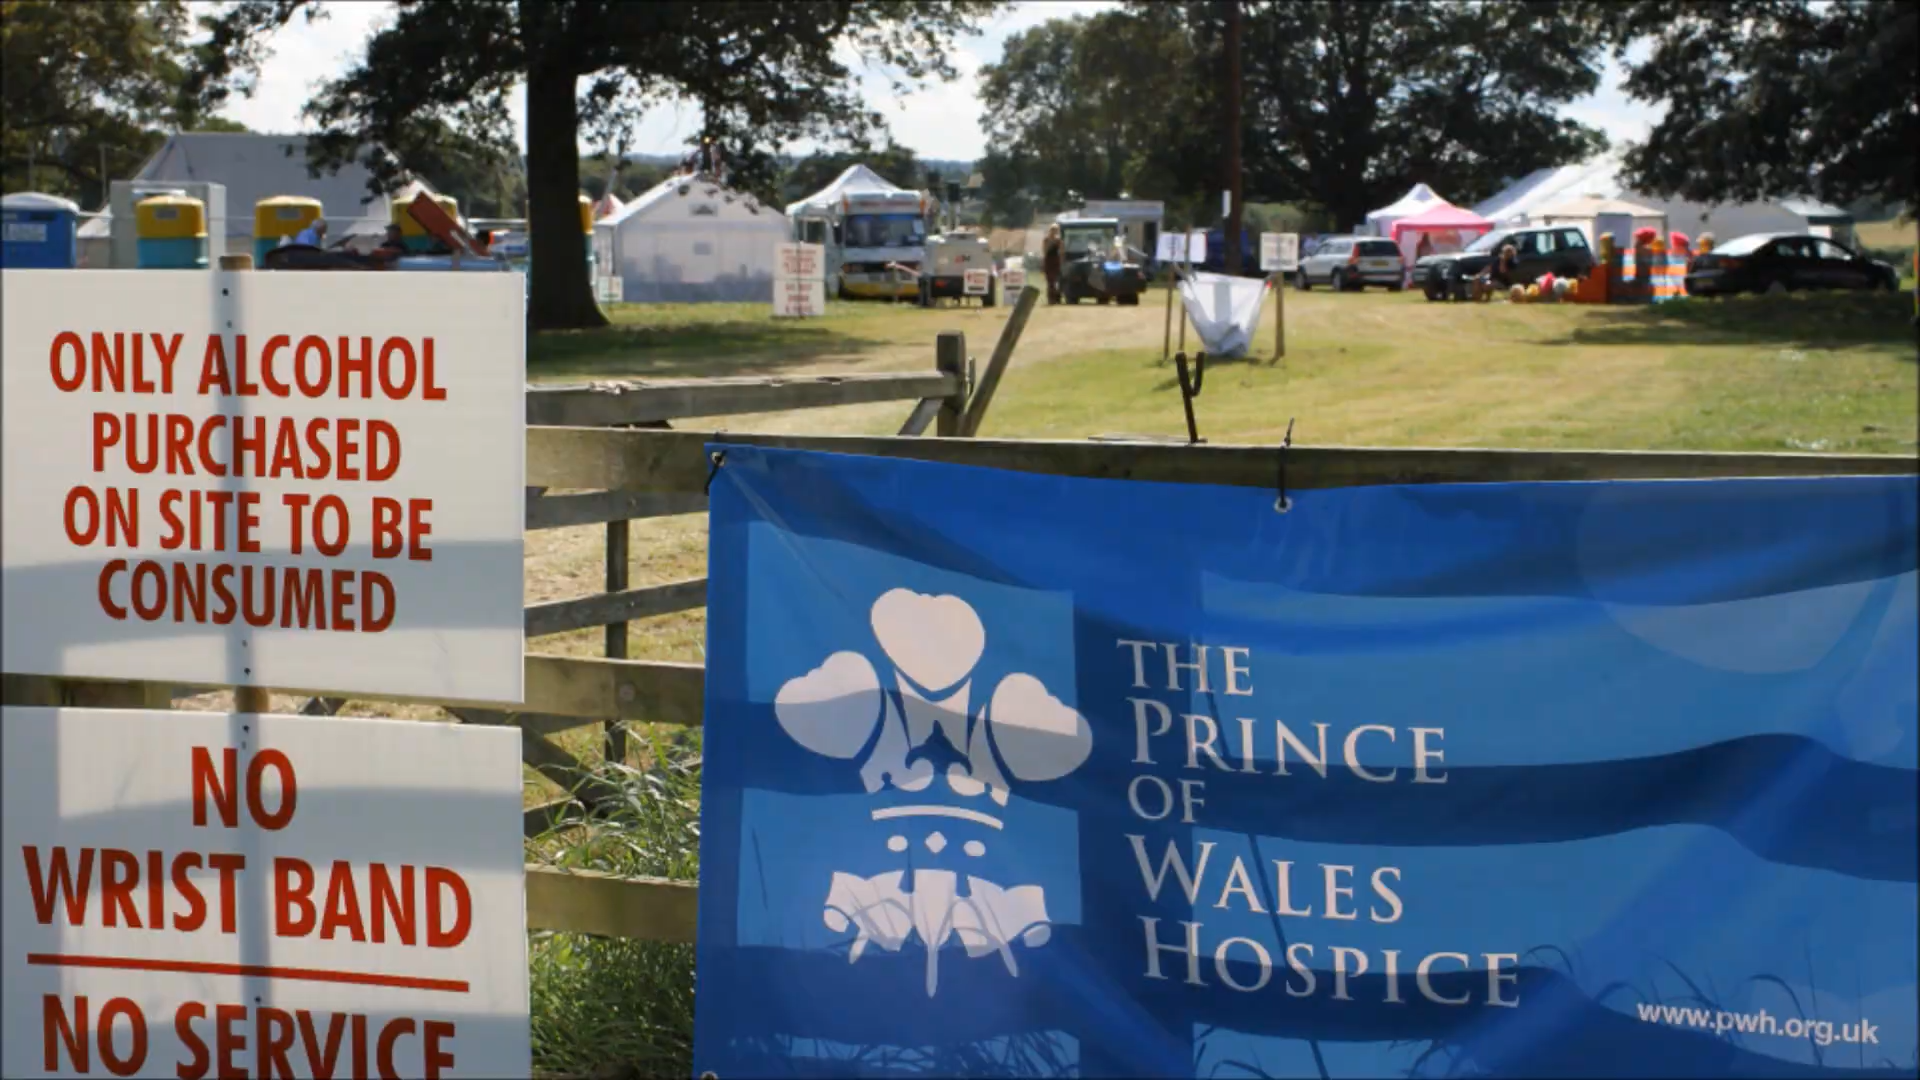 ONLY ALCOHOL
PURCHASED
ON SITE TO BE
CONSUMED
NO
WRIST BAND
NO SERVICE
THE
PRINCE
OF
WALES
HOSPICE
www.pwh.org.uk